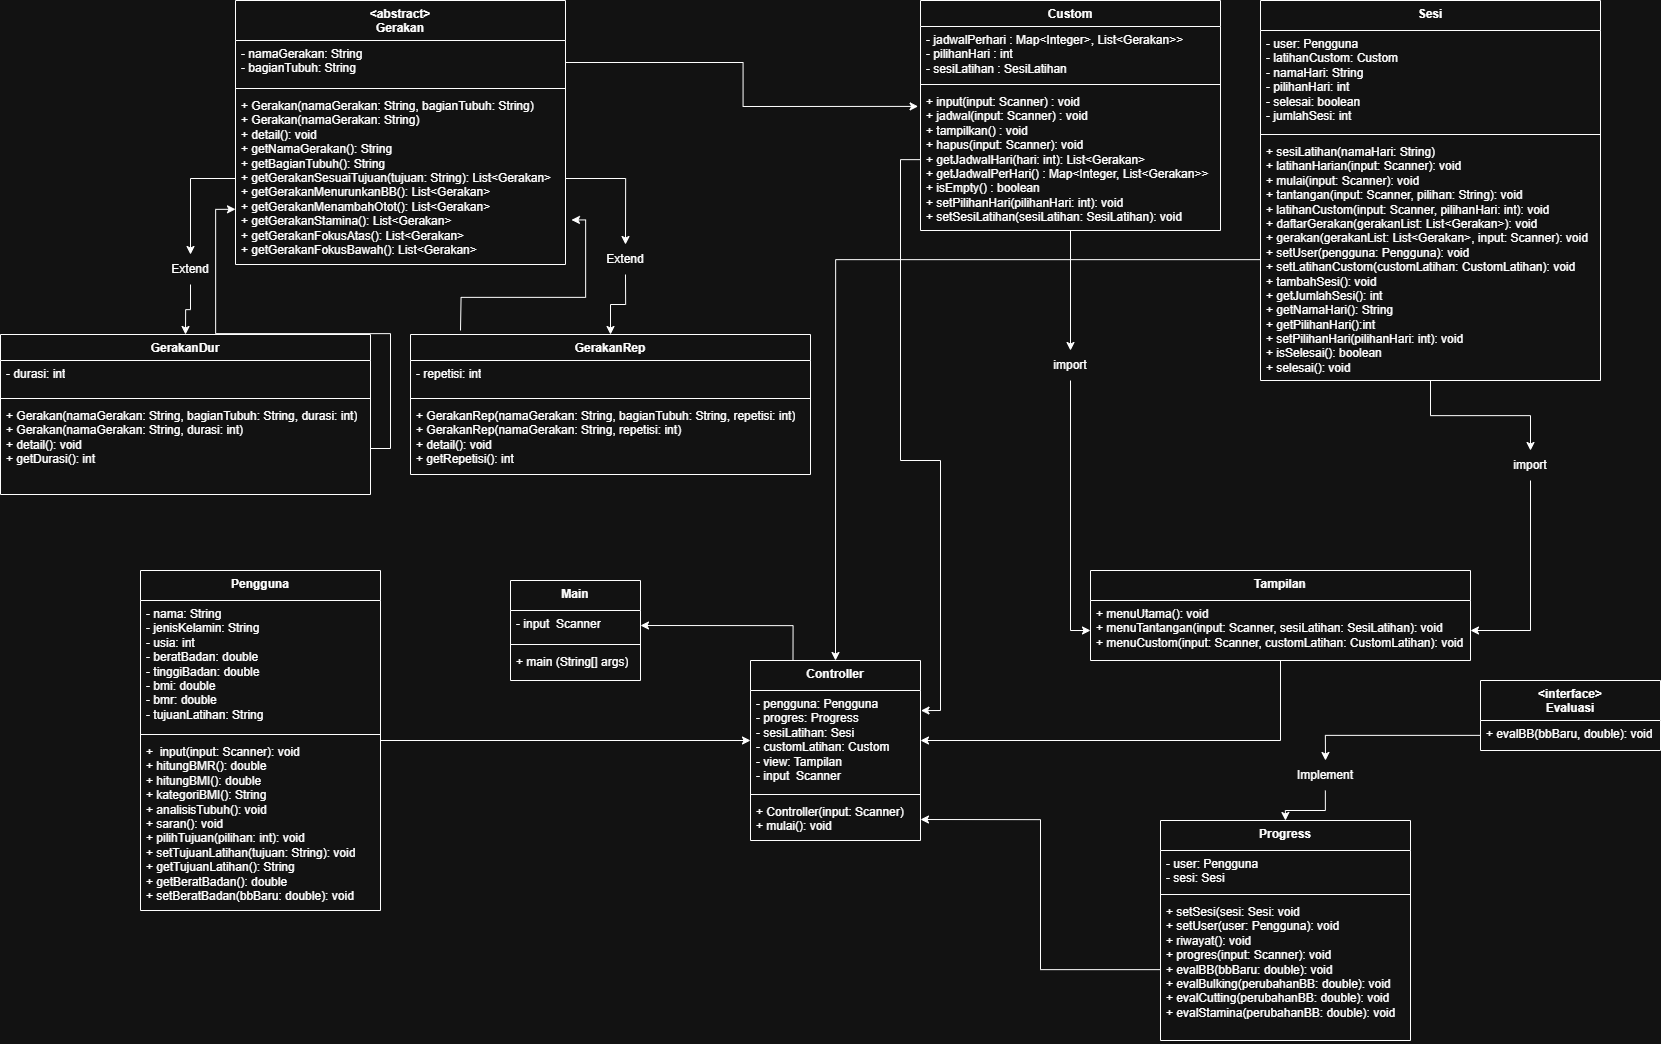 <abstract>
Gerakan
- namaGerakan: String
- bagianTubuh: String
+ Gerakan(namaGerakan: String, bagianTubuh: String)
+ Gerakan(namaGerakan: String)
+ detail(): void
+ getNamaGerakan(): String
+ getBagianTubuh(): String
+ getGerakanSesuaiTujuan(tujuan: String): List<Gerakan>
+ getGerakanMenurunkanBB(): List<Gerakan>
+ getGerakanMenambahOtot(): List<Gerakan>
+ getGerakanStamina(): List<Gerakan>
+ getGerakanFokusAtas(): List<Gerakan>
+ getGerakanFokusBawah(): List<Gerakan>
Custom
- jadwalPerhari : Map<Integer>, List<Gerakan>>
- pilihanHari : int
- sesiLatihan : SesiLatihan
+ input(input: Scanner) : void
+ jadwal(input: Scanner) : void
+ tampilkan() : void
+ hapus(input: Scanner): void
+ getJadwalHari(hari: int): List<Gerakan>
+ getJadwalPerHari() : Map<Integer, List<Gerakan>>
+ isEmpty() : boolean
+ setPilihanHari(pilihanHari: int): void
+ setSesiLatihan(sesiLatihan: SesiLatihan): void
Sesi
- user: Pengguna
- latihanCustom: Custom
- namaHari: String
- pilihanHari: int
- selesai: boolean
- jumlahSesi: int
+ sesiLatihan(namaHari: String)
+ latihanHarian(input: Scanner): void
+ mulai(input: Scanner): void
+ tantangan(input: Scanner, pilihan: String): void
+ latihanCustom(input: Scanner, pilihanHari: int): void
+ daftarGerakan(gerakanList: List<Gerakan>): void
+ gerakan(gerakanList: List<Gerakan>, input: Scanner): void
+ setUser(pengguna: Pengguna): void
+ setLatihanCustom(customLatihan: CustomLatihan): void
+ tambahSesi(): void
+ getJumlahSesi(): int
+ getNamaHari(): String
+ getPilihanHari():int
+ setPilihanHari(pilihanHari: int): void
+ isSelesai(): boolean
+ selesai(): void
Extend
Extend
GerakanDur
- durasi: int
+ Gerakan(namaGerakan: String, bagianTubuh: String, durasi: int)
+ Gerakan(namaGerakan: String, durasi: int)
+ detail(): void
+ getDurasi(): int
GerakanRep
- repetisi: int
+ GerakanRep(namaGerakan: String, bagianTubuh: String, repetisi: int)
+ GerakanRep(namaGerakan: String, repetisi: int)
+ detail(): void
+ getRepetisi(): int
import
import
Pengguna
- nama: String
- jenisKelamin: String
- usia: int
- beratBadan: double
- tinggiBadan: double
- bmi: double
- bmr: double
- tujuanLatihan: String
+  input(input: Scanner): void
+ hitungBMR(): double
+ hitungBMI(): double
+ kategoriBMI(): String
+ analisisTubuh(): void
+ saran(): void
+ pilihTujuan(pilihan: int): void
+ setTujuanLatihan(tujuan: String): void
+ getTujuanLatihan(): String
+ getBeratBadan(): double
+ setBeratBadan(bbBaru: double): void
Main
- input  Scanner
+ main (String[] args)
Tampilan
+ menuUtama(): void
+ menuTantangan(input: Scanner, sesiLatihan: SesiLatihan): void
+ menuCustom(input: Scanner, customLatihan: CustomLatihan): void
Controller
- pengguna: Pengguna
- progres: Progress
- sesiLatihan: Sesi
- customLatihan: Custom
- view: Tampilan
- input  Scanner
+ Controller(input: Scanner)
+ mulai(): void
<interface>
Evaluasi
+ evalBB(bbBaru, double): void
Implement
Progress
- user: Pengguna
- sesi: Sesi
+ setSesi(sesi: Sesi: void
+ setUser(user: Pengguna): void
+ riwayat(): void
+ progres(input: Scanner): void
+ evalBB(bbBaru: double): void
+ evalBulking(perubahanBB: double): void
+ evalCutting(perubahanBB: double): void
+ evalStamina(perubahanBB: double): void